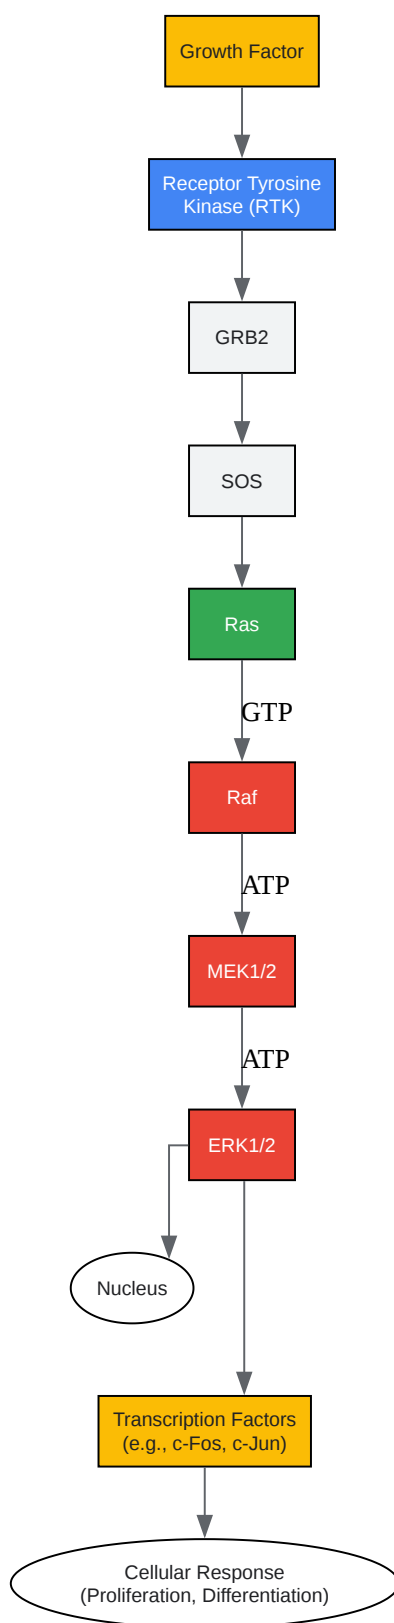 Growth Factor
Receptor Tyrosine
Kinase (RTK)
GRB2
SOS
Ras
GTP
Raf
ATP
MEK1/2
ATP
ERK1/2
Nucleus
Transcription Factors
(e.g., c-Fos, c-Jun)
Cellular Response
(Proliferation, Differentiation)